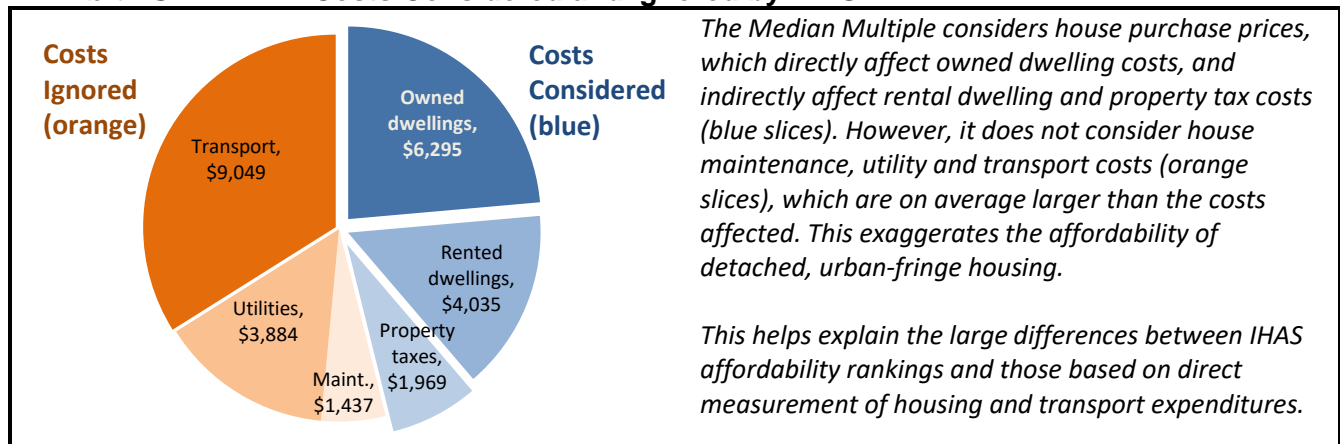 Costs
Ignored
(orange)
Costs
Considered
(blue)
Owned
dwellings,
$6,295
Transport,
$9,049
Rented
dwellings,
$4,035
Utilities,
$3,884
Property
taxes,
$1,969
Maint.,
$1,437
The Median Multiple considers house purchase prices,
which directly affect owned dwelling costs, and
indirectly affect rental dwelling and property tax costs
(blue slices). However, it does not consider house
maintenance, utility and transport costs (orange
slices), which are on average larger than the costs
affected. This exaggerates the affordability of
detached, urban-fringe housing.
This helps explain the large differences between IHAS
affordability rankings and those based on direct
measurement of housing and transport expenditures.